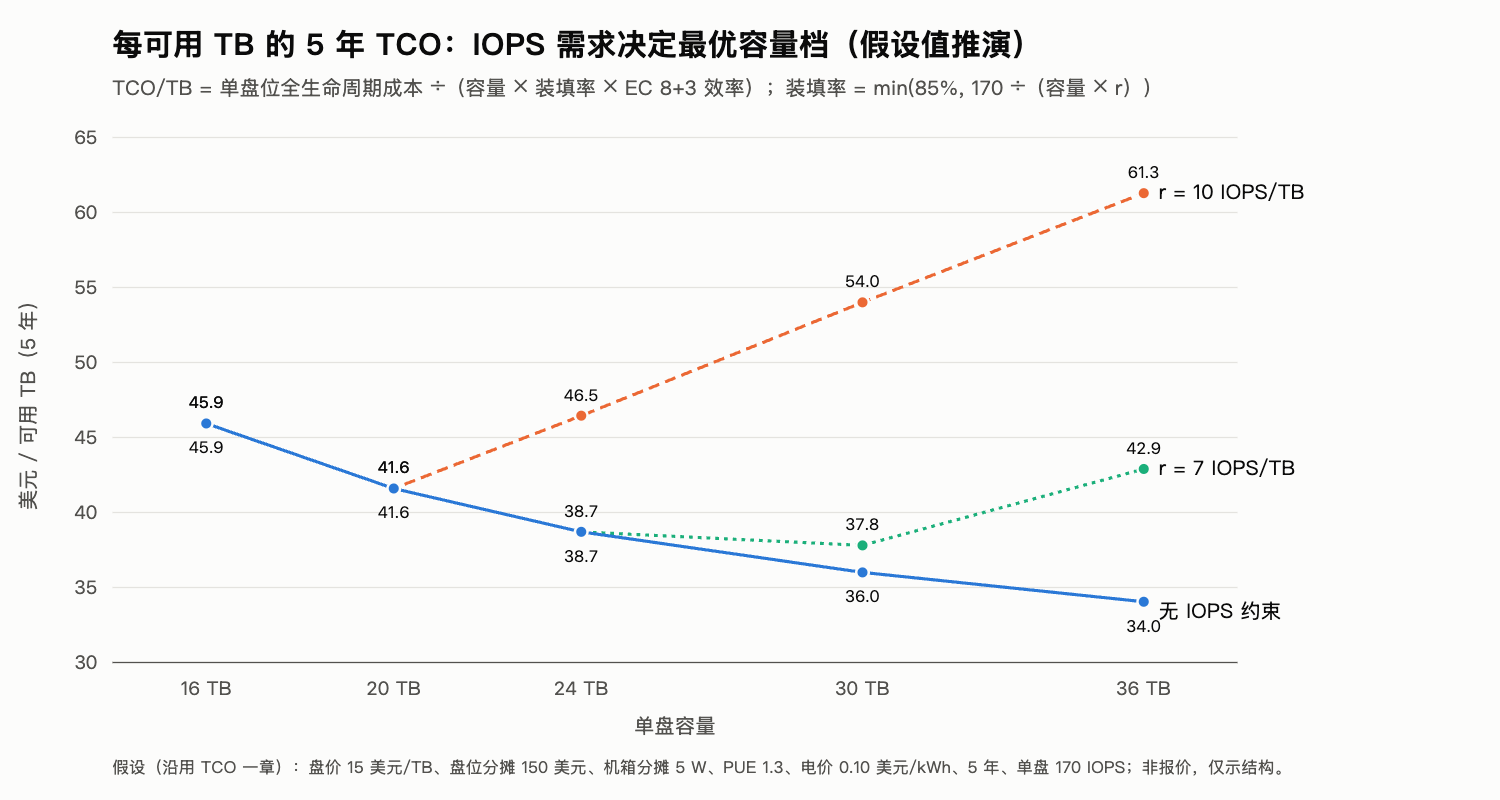 每可用 TB 的 5 年 TCO：IOPS 需求决定最优容量档（假设值推演）
TCO/TB = 单盘位全生命周期成本 ÷（容量 × 装填率 × EC 8+3 效率）；装填率 = min(85%, 170 ÷（容量 × r））
65
60
55
50
45
40
35
30
美元 / 可用 TB（5 年）
61.3
r = 10 IOPS/TB
54.0
46.5
45.9
45.9
41.6
41.6
38.7
38.7
37.8
36.0
42.9
r = 7 IOPS/TB
无 IOPS 约束
34.0
16 TB
20 TB
24 TB
30 TB
36 TB
单盘容量
假设（沿用 TCO 一章）：盘价 15 美元/TB、盘位分摊 150 美元、机箱分摊 5 W、PUE 1.3、电价 0.10 美元/kWh、5 年、单盘 170 IOPS；非报价，仅示结构。